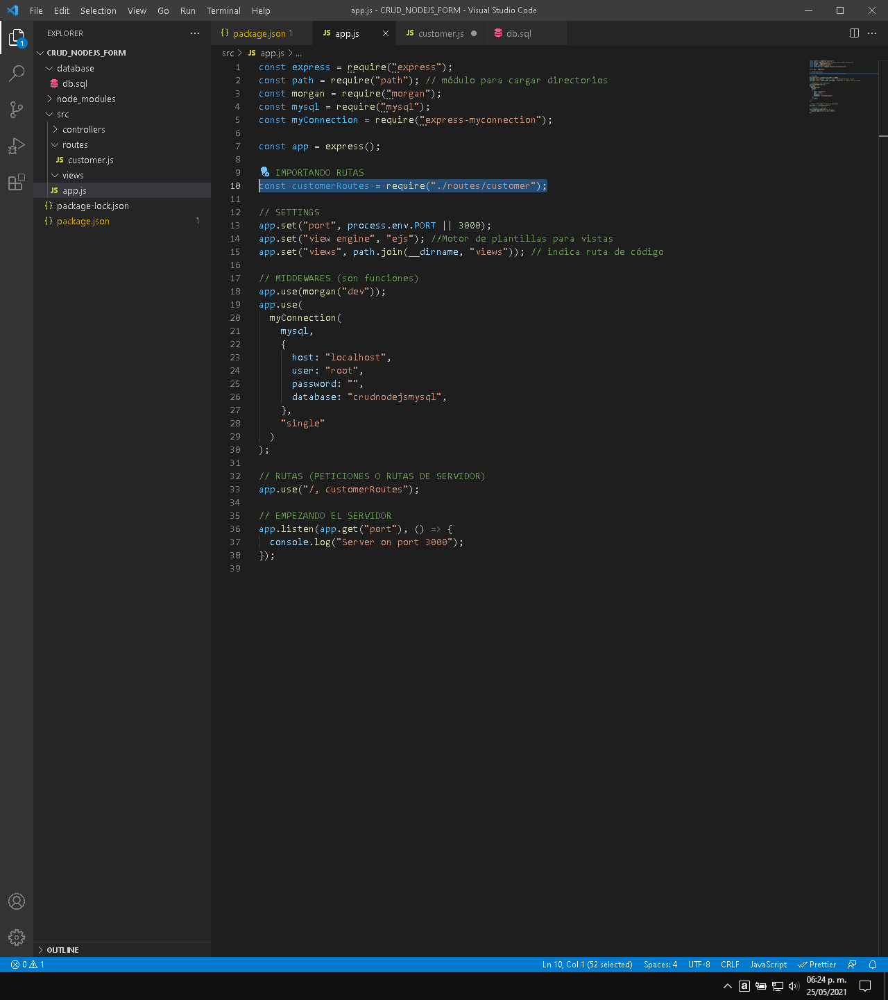 File Edit Selection View Go Run Terminal Help
app.js - CRUD_NODEJS_FORM - Visual Studio Code
1
EXPLORER
CRUD_NODEJS_FORM
database
db.sql
node_modules
src
controllers
routes
customer.js
views
app.js
package-lock.json
package.json 1
OUTLINE
package.json 1
app.js
customer.js
db.sql
src > app.js > ...
1 const express = require("express");
2 const path = require("path"); // módulo para cargar directorios
3 const morgan = require("morgan");
4 const mysql = require("mysql");
5 const myConnection = require("express-myconnection");
6
7 const app = express();
8
9 IMPORTANDO RUTAS
10 const customerRoutes = require("./routes/customer");
11
12 // SETTINGS
13 app.set("port", process.env.PORT || 3000);
14 app.set("view engine", "ejs"); //Motor de plantillas para vistas
15 app.set("views", path.join(__dirname, "views")); // indica ruta de código
16
17 // MIDDEWARES (son funciones)
18 app.use(morgan("dev"));
19 app.use(
20 myConnection(
21 mysql,
22 {
23 host: "localhost",
24 user: "root",
25 password: "",
26 database: "crudnodejsmysql",
27 },
28 "single"
29 )
30 );
31
32 // RUTAS (PETICIONES O RUTAS DE SERVIDOR)
33 app.use("/, customerRoutes");
34
35 // EMPEZANDO EL SERVIDOR
36 app.listen(app.get("port"), () => {
37 console.log("Server on port 3000");
38 });
39
0 1
Ln 10, Col 1 (52 selected) Spaces: 4 UTF-8 CRLF JavaScript Prettier
a
06:24 p. m.
25/05/2021